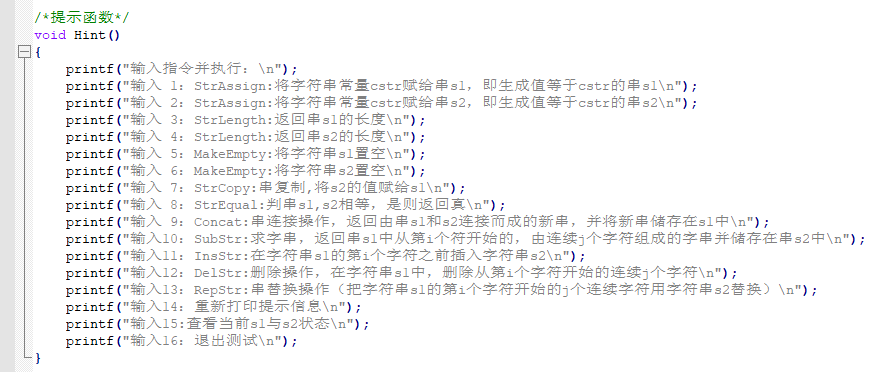 /*提示函数*/
void Hint()
{
printf("输入指令并执行：\n");
printf("输入 1：StrAssign:将字符串常量cstr赋给串s1，即生成值等于cstr的串s1\n");
printf("输入 2：StrAssign:将字符串常量cstr赋给串s2，即生成值等于cstr的串s2\n");
printf("输入 3：StrLength:返回串s1的长度\n");
printf("输入 4：StrLength:返回串s2的长度\n");
printf("输入 5：MakeEmpty:将字符串s1置空\n");
printf("输入 6：MakeEmpty:将字符串s2置空\n");
printf("输入 7：StrCopy:串复制,将s2的值赋给s1\n");
printf("输入 8：StrEqual:判串s1,s2相等，是则返回真\n");
printf("输入 9：Concat:串连接操作，返回由串s1和s2连接而成的新串，并将新串储存在s1中\n");
printf("输入10：SubStr:求字串，返回串s1中从第i个符开始的，由连续j个字符组成的字串并储存在串s2中\n");
printf("输入11：InsStr:在字符串s1的第i个字符之前插入字符串s2\n");
printf("输入12：DelStr:删除操作，在字符串s1中，删除从第i个字符开始的连续j个字符\n");
printf("输入13：RepStr:串替换操作（把字符串s1的第i个字符开始的j个连续字符用字符串s2替换）\n");
printf("输入14：重新打印提示信息\n");
printf("输入15:查看当前s1与s2状态\n");
printf("输入16：退出测试\n");
}